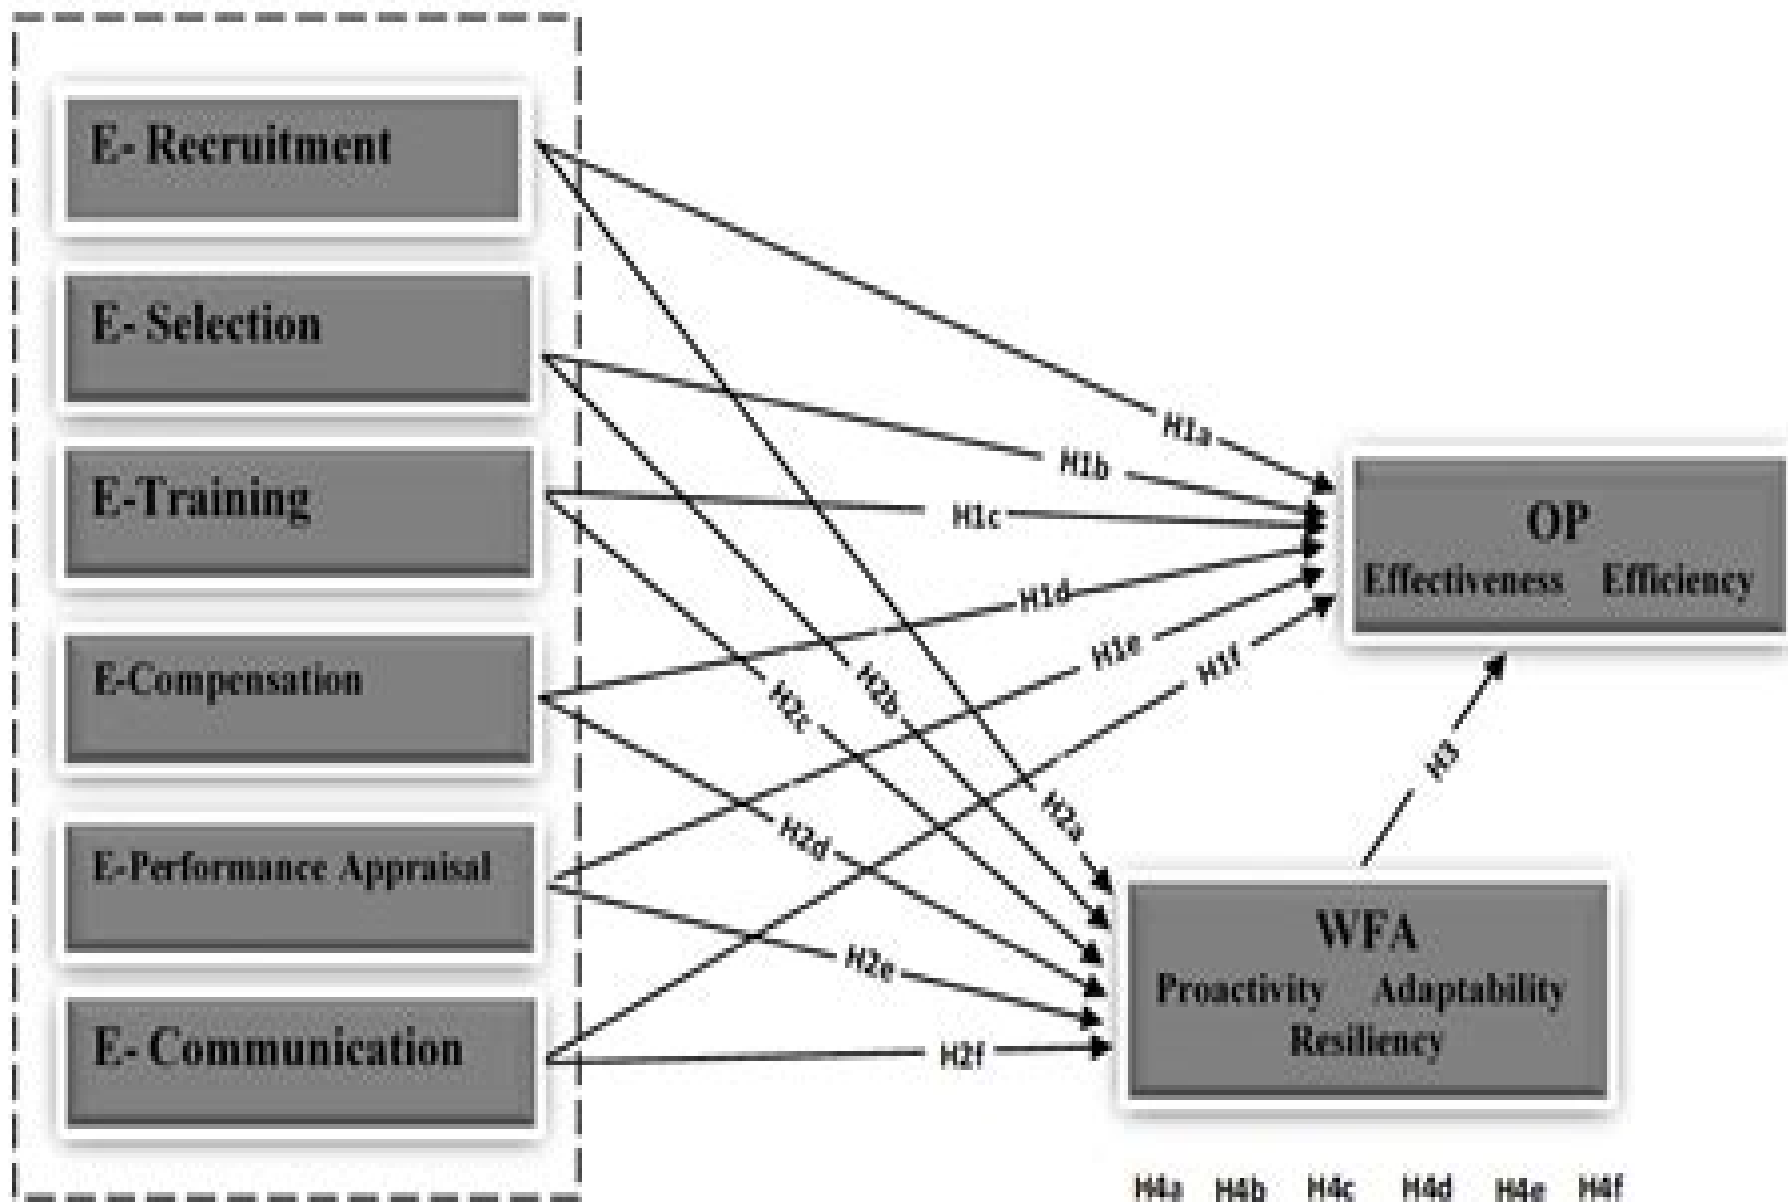 E- Recruitment
E- Selection
E-Training
E-Compensation
E-Performance Appraisal
E- Communication
H1a
H1b
H1c
H1d
H1e
H1f
H2a
H2b
H2c
H2d
H2e
H2f
H3
OP
Effectiveness Efficiency
WFA
Proactivity Adaptability
Resiliency
H4a H4b H4c H4d H4e H4f